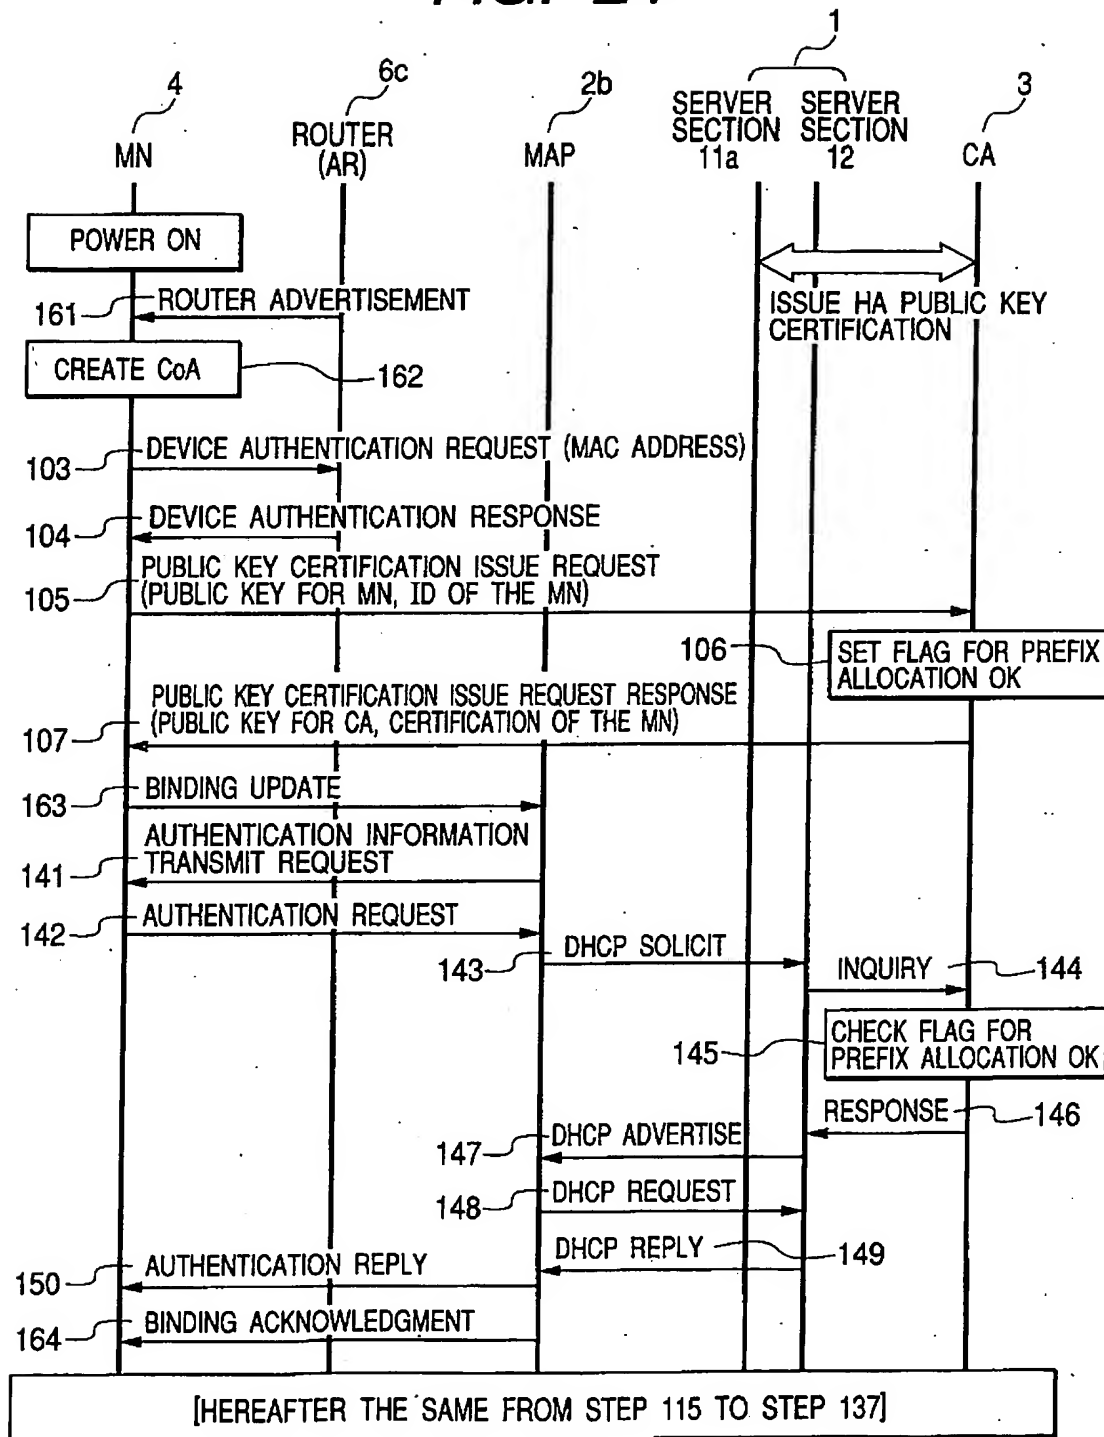 1
4
6c
2b
3
SERVER SECTION 11a
SERVER SECTION 12
ROUTER (AR)
MN
MAP
CA
POWER ON
ISSUE HA PUBLIC KEY
CERTIFICATION
161 ROUTER ADVERTISEMENT
CREATE CoA 162
103 DEVICE AUTHENTICATION REQUEST (MAC ADDRESS)
104 DEVICE AUTHENTICATION RESPONSE
105 PUBLIC KEY CERTIFICATION ISSUE REQUEST
(PUBLIC KEY FOR MN, ID OF THE MN)
106 SET FLAG FOR PREFIX
ALLOCATION OK
107 PUBLIC KEY CERTIFICATION ISSUE REQUEST RESPONSE
(PUBLIC KEY FOR CA, CERTIFICATION OF THE MN)
163 BINDING UPDATE
141 AUTHENTICATION INFORMATION
TRANSMIT REQUEST
142 AUTHENTICATION REQUEST
143 DHCP SOLICIT
INQUIRY 144
145 CHECK FLAG FOR
PREFIX ALLOCATION OK
RESPONSE 146
147 DHCP ADVERTISE
148 DHCP REQUEST
DHCP REPLY 149
150 AUTHENTICATION REPLY
164 BINDING ACKNOWLEDGMENT
[HEREAFTER THE SAME FROM STEP 115 TO STEP 137]